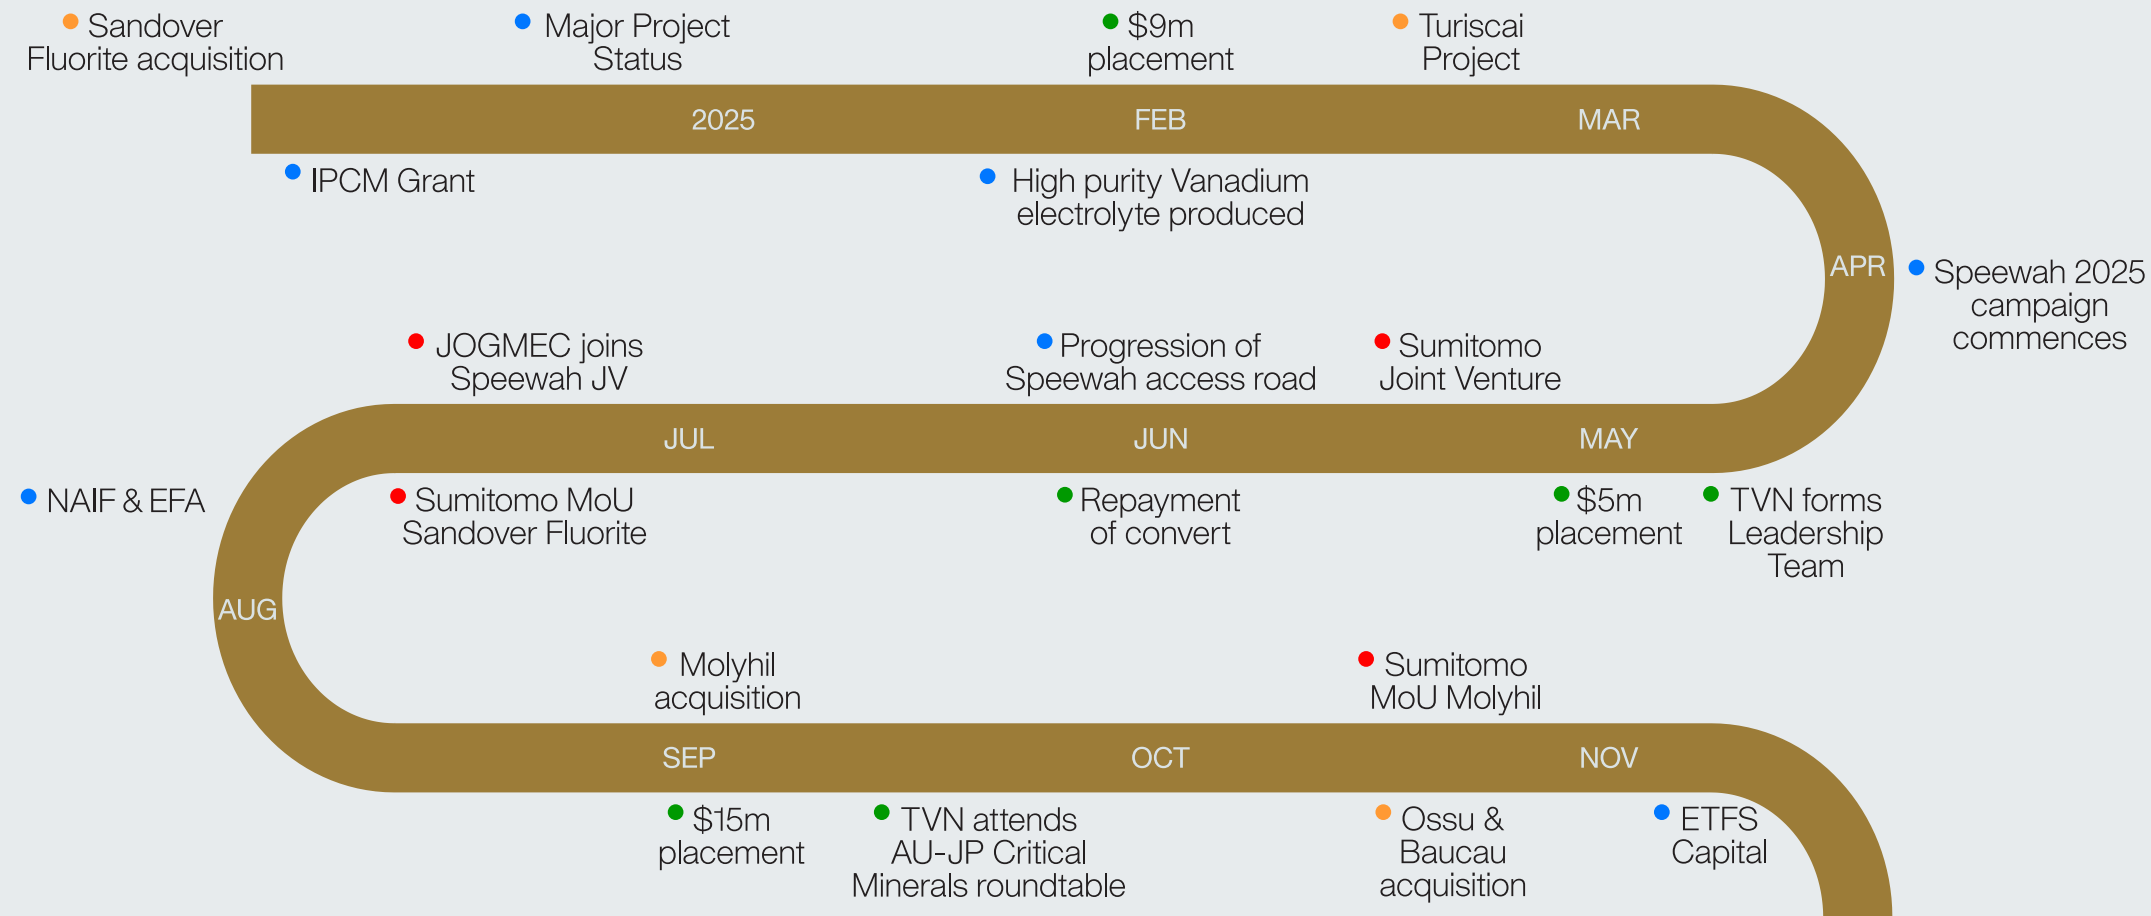 Sandover
Fluorite acquisition
Major Project
Status
$9m
placement
Turiscai
Project
2025
FEB
MAR
IPCM Grant
High purity Vanadium
electrolyte produced
APR
Speewah 2025
campaign
commences
JOGMEC joins
Speewah JV
Progression of
Speewah access road
Sumitomo
Joint Venture
JUL
JUN
MAY
NAIF & EFA
Sumitomo MoU
Sandover Fluorite
Repayment
of convert
$5m
placement
TVN forms
Leadership
Team
AUG
Molyhil
acquisition
Sumitomo
MoU Molyhil
SEP
OCT
NOV
$15m
placement
TVN attends
AU-JP Critical
Minerals roundtable
Ossu &
Baucau
acquisition
ETFS
Capital